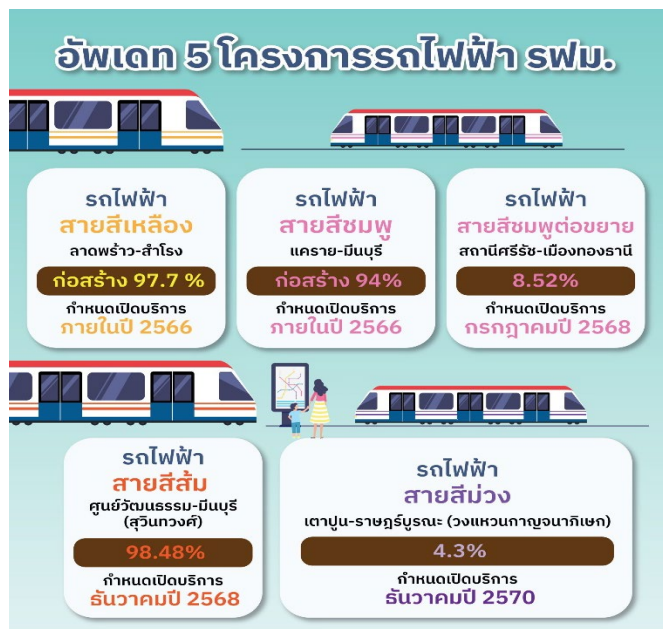 อัพเดท 5 โครงการรถไฟฟ้า รฟม.
รถไฟฟ้า
สายสีเหลือง
ลาดพร้าว-สำโรง
ก่อสร้าง 97.7 %
กำหนดเปิดบริการ
ภายในปี 2566
รถไฟฟ้า
สายสีชมพู
แคราย-มีนบุรี
ก่อสร้าง 94%
กำหนดเปิดบริการ
ภายในปี 2566
รถไฟฟ้า
สายสีชมพูต่อขยาย
สถานีศรีรัช-เมืองทองธานี
8.52%
กำหนดเปิดบริการ
กรกฎาคมปี 2568
รถไฟฟ้า
สายสีส้ม
ศูนย์วัฒนธรรม-มีนบุรี
(สุวินทวงศ์)
98.48%
กำหนดเปิดบริการ
ธันวาคมปี 2568
รถไฟฟ้า
สายสีม่วง
เตาปูน-ราษฎร์บูรณะ (วงแหวนกาญจนาภิเษก)
4.3%
กำหนดเปิดบริการ
ธันวาคมปี 2570